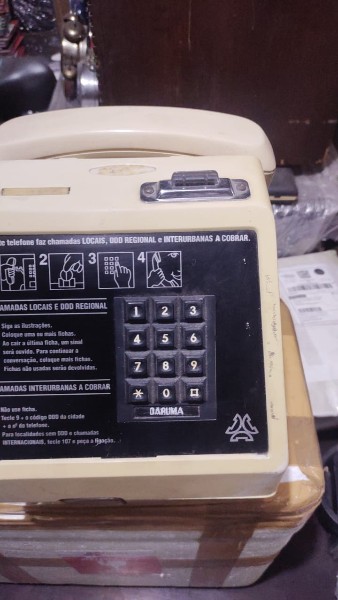 te telefone faz chamadas LOCAIS, DDD REGIONAL e INTERURBANAS A COBRAR.
2 3 4
AMADAS LOCAIS E DDD REGIONAL
Siga as ilustrações.
Coloque uma ou mais fichas.
Ao cair a última ficha, um sinal
será ouvido. Para continuar a
conversação, coloque mais fichas.
Fichas não usadas serão devolvidas.
AMADAS INTERURBANAS A COBRAR
Não use ficha.
Tecle 9 + o código DDD da cidade
+ o nº do telefone.
Para localidades sem DDD e chamadas
INTERNACIONAIS, tecle 107 e peça a ligação.
1 2 3
4 5 6
7 8 9
* 0
DARUMA